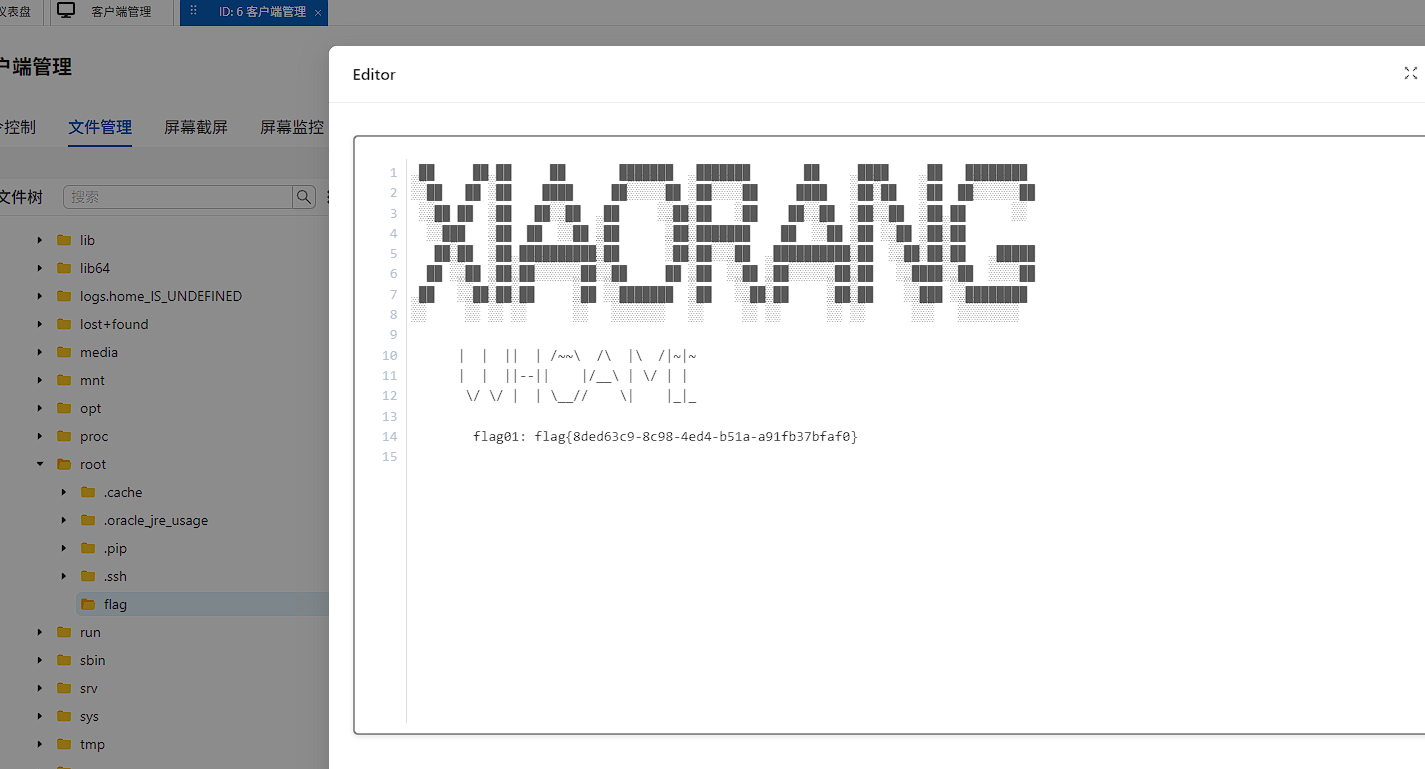 仪表盘
客户端管理
ID: 6 客户端管理 ×
户端管理
Editor
令控制
文件管理
屏幕截屏
屏幕监控
文件树
搜索
lib
lib64
logs.home_IS_UNDEFINED
lost+found
media
mnt
opt
proc
root
.cache
.oracle_jre_usage
.pip
.ssh
flag
run
sbin
srv
sys
tmp
1
2
3
4
5
6
7
8
9
10
11
12
13
14
15
XIAORANG
| | || | /~~\ /\ |\ /|~|~
| | ||--|| |/__\ | \/ | |
\/ \/ | | \__// \| |_|_
flag01: flag{8ded63c9-8c98-4ed4-b51a-a91fb37bfaf0}